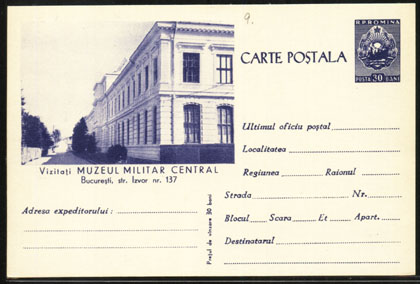 9.
CARTE POȘTALA
R.P.ROMINA
POSTA 30 BANI
Vizitați MUZEUL MILITAR CENTRAL
București, str. Izvor nr. 137
Adresa expeditorului:
Prețul de vînzare 30 bani
Ultimul oficiu poștal
Localitatea
Regiunea Raionul
Strada Nr.
Blocul Scara Et Apart.
Destinatarul